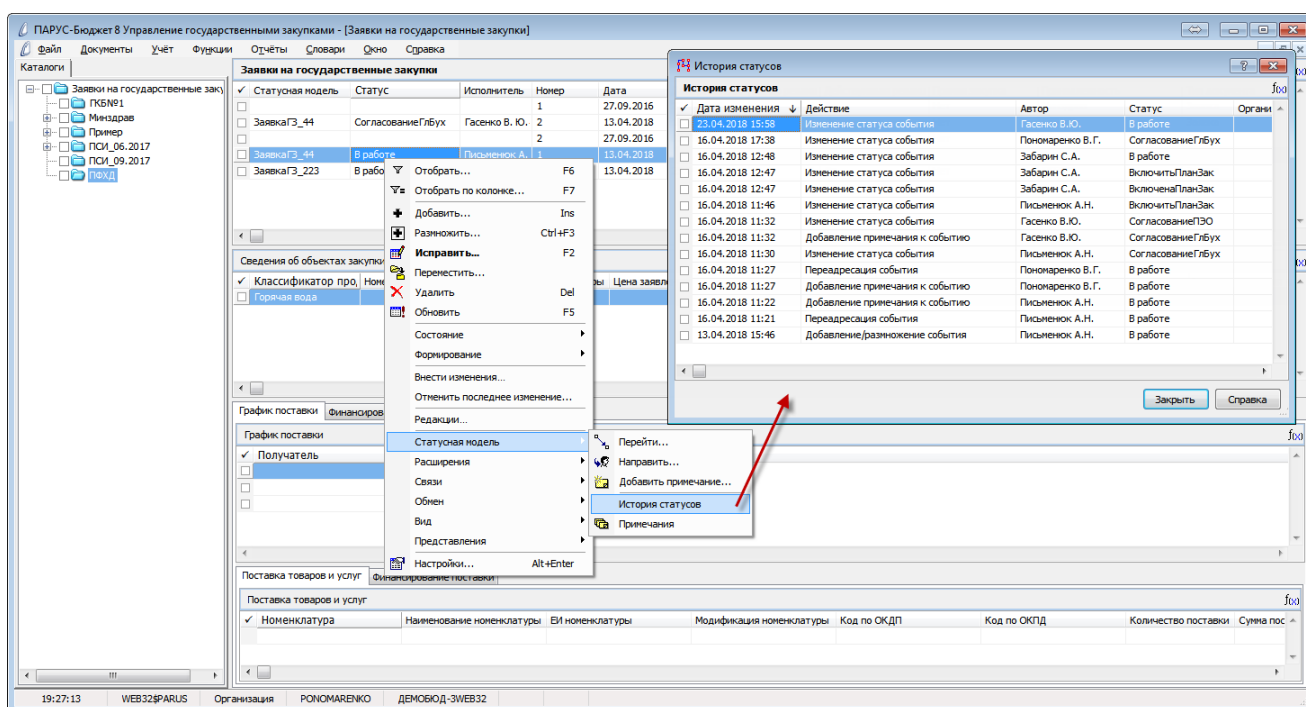 ПАРУС-Бюджет 8 Управление государственными закупками - [Заявки на государственные закупки]
Файл Документы Учёт Функции Отчёты Словари Окно Справка
Каталоги
Заявки на государственные заку
ГКБ№1
Минздрав
Пример
ПСИ_06.2017
ПСИ_09.2017
ПФХД
Заявки на государственные закупки
Статусная модель Статус Исполнитель Номер Дата
1 27.09.2016
ЗаявкаГЗ_44 СогласованиеГлБух Гасенко В. Ю. 2 13.04.2018
2 27.09.2016
ЗаявкаГЗ_44 В работе Письменюк А. 1 13.04.2018
ЗаявкаГЗ_223 В рабо 13.04.2018
Сведения об объектах закупки
Классификатор про, Ном ы Цена заявл
Горячая вода
График поставки Финансиров
График поставки
Получатель
Поставка товаров и услуг Финансирование поставки
Поставка товаров и услуг
Номенклатура Наименование номенклатуры ЕИ номенклатуры Модификация номенклатуры Код по ОКДП Код по ОКПД Количество поставки Сумма пос
Отобрать... F6
Отобрать по колонке... F7
Добавить... Ins
Размножить... Ctrl+F3
Исправить... F2
Переместить...
Удалить Del
Обновить F5
Состояние
Формирование
Внести изменения...
Отменить последнее изменение...
Редакции...
Статусная модель
Расширения
Связи
Обмен
Вид
Представления
Настройки... Alt+Enter
Перейти...
Направить...
Добавить примечание...
История статусов
Примечания
История статусов
История статусов f(x)
Дата изменения Действие Автор Статус Органи
23.04.2018 15:58 Изменение статуса события Гасенко В.Ю. В работе
16.04.2018 17:38 Изменение статуса события Пономаренко В.Г. СогласованиеГлБух
16.04.2018 12:48 Изменение статуса события Забарин С.А. В работе
16.04.2018 12:47 Изменение статуса события Забарин С.А. ВключитьПланЗак
16.04.2018 12:47 Изменение статуса события Забарин С.А. ВключенаПланЗак
16.04.2018 11:46 Изменение статуса события Письменюк А.Н. ВключитьПланЗак
16.04.2018 11:32 Изменение статуса события Гасенко В.Ю. СогласованиеПЭО
16.04.2018 11:32 Добавление примечания к событию Гасенко В.Ю. СогласованиеГлБух
16.04.2018 11:30 Изменение статуса события Письменюк А.Н. СогласованиеГлБух
16.04.2018 11:27 Переадресация события Пономаренко В.Г. В работе
16.04.2018 11:27 Добавление примечания к событию Пономаренко В.Г. В работе
16.04.2018 11:22 Добавление примечания к событию Письменюк А.Н. В работе
16.04.2018 11:21 Переадресация события Письменюк А.Н. В работе
13.04.2018 15:46 Добавление/размножение события Письменюк А.Н. В работе
Закрыть Справка
f(x)
f(x)
19:27:13 WEB32$PARUS Организация PONOMARENKO ДЕМОБЮД-3WEB32